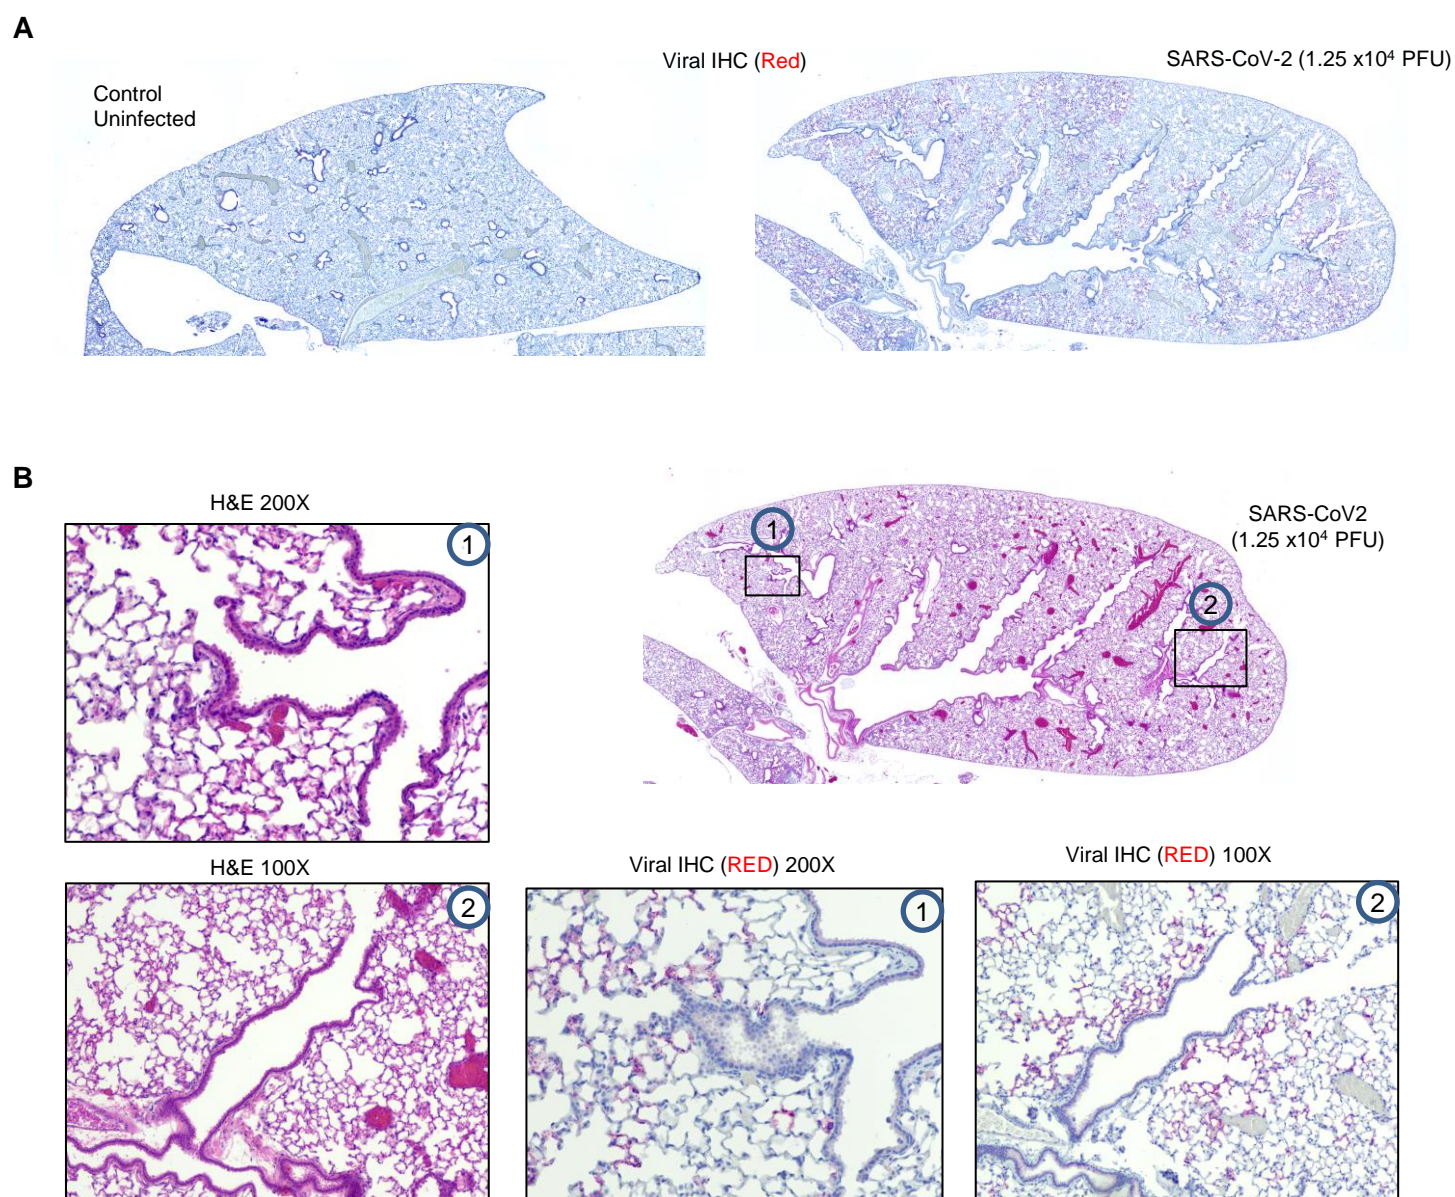 A
Control
Uninfected
Viral IHC (Red)
SARS-CoV-2 (1.25 x10⁴ PFU)
B
H&E 200X
1
1
2
SARS-CoV2
(1.25 x10⁴ PFU)
H&E 100X
2
Viral IHC (RED) 200X
1
Viral IHC (RED) 100X
2